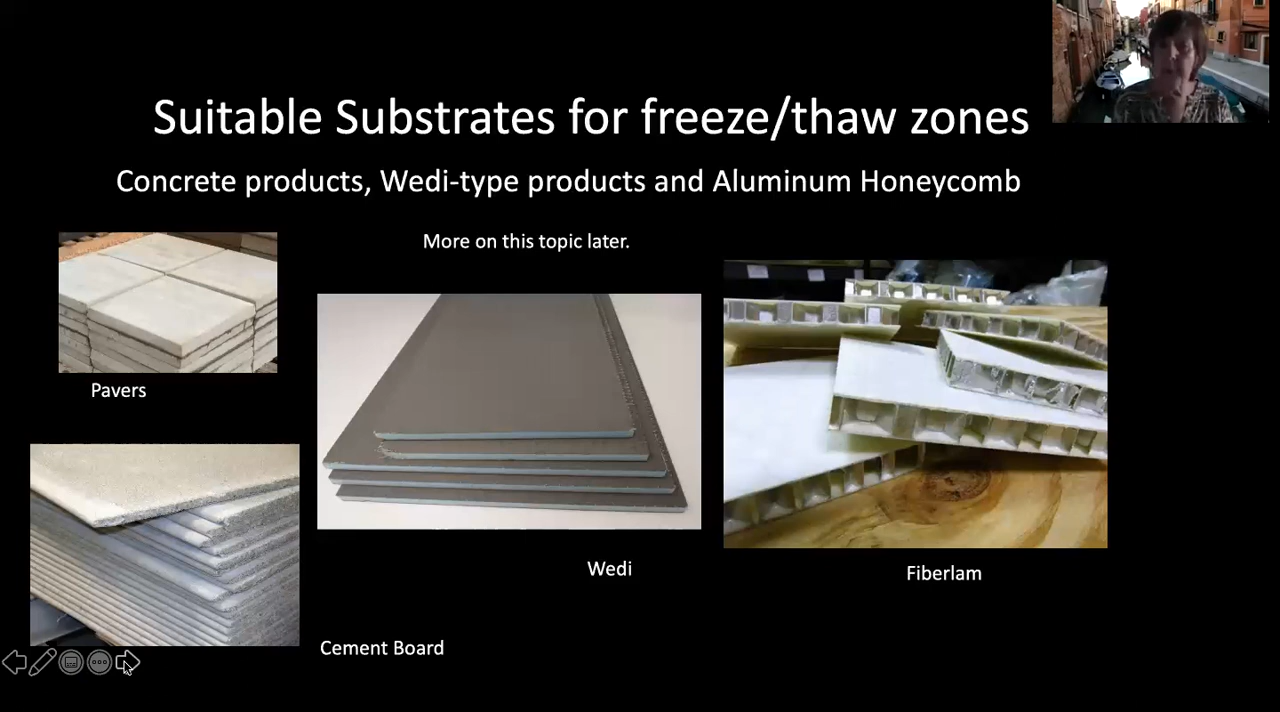 Suitable Substrates for freeze/thaw zones
Concrete products, Wedi-type products and Aluminum Honeycomb
More on this topic later.
Pavers
Wedi
Fiberlam
Cement Board